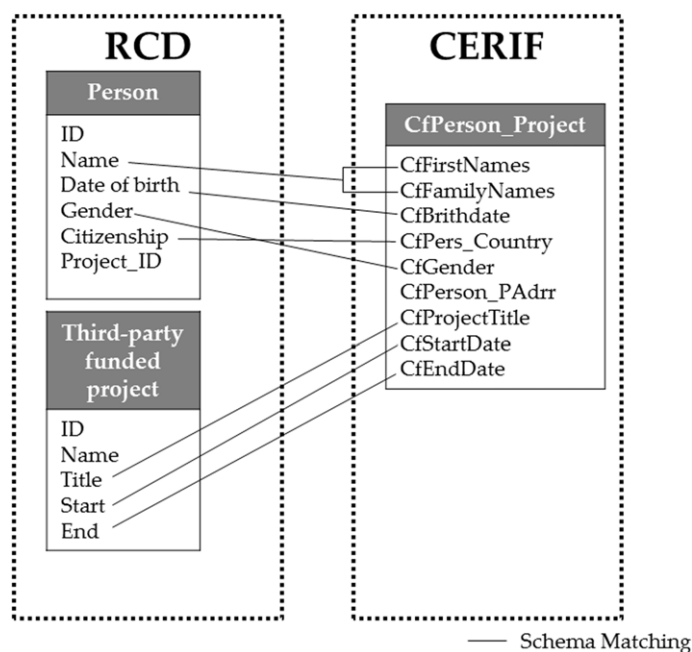 RCD
Person
ID
Name
Date of birth
Gender
Citizenship
Project_ID
Third-party
funded
project
ID
Name
Title
Start
End
CERIF
CfPerson_Project
CfFirstNames
CfFamilyNames
CfBrithdate
CfPers_Country
CfGender
CfPerson_PAdrr
CfProjectTitle
CfStartDate
CfEndDate
Schema Matching